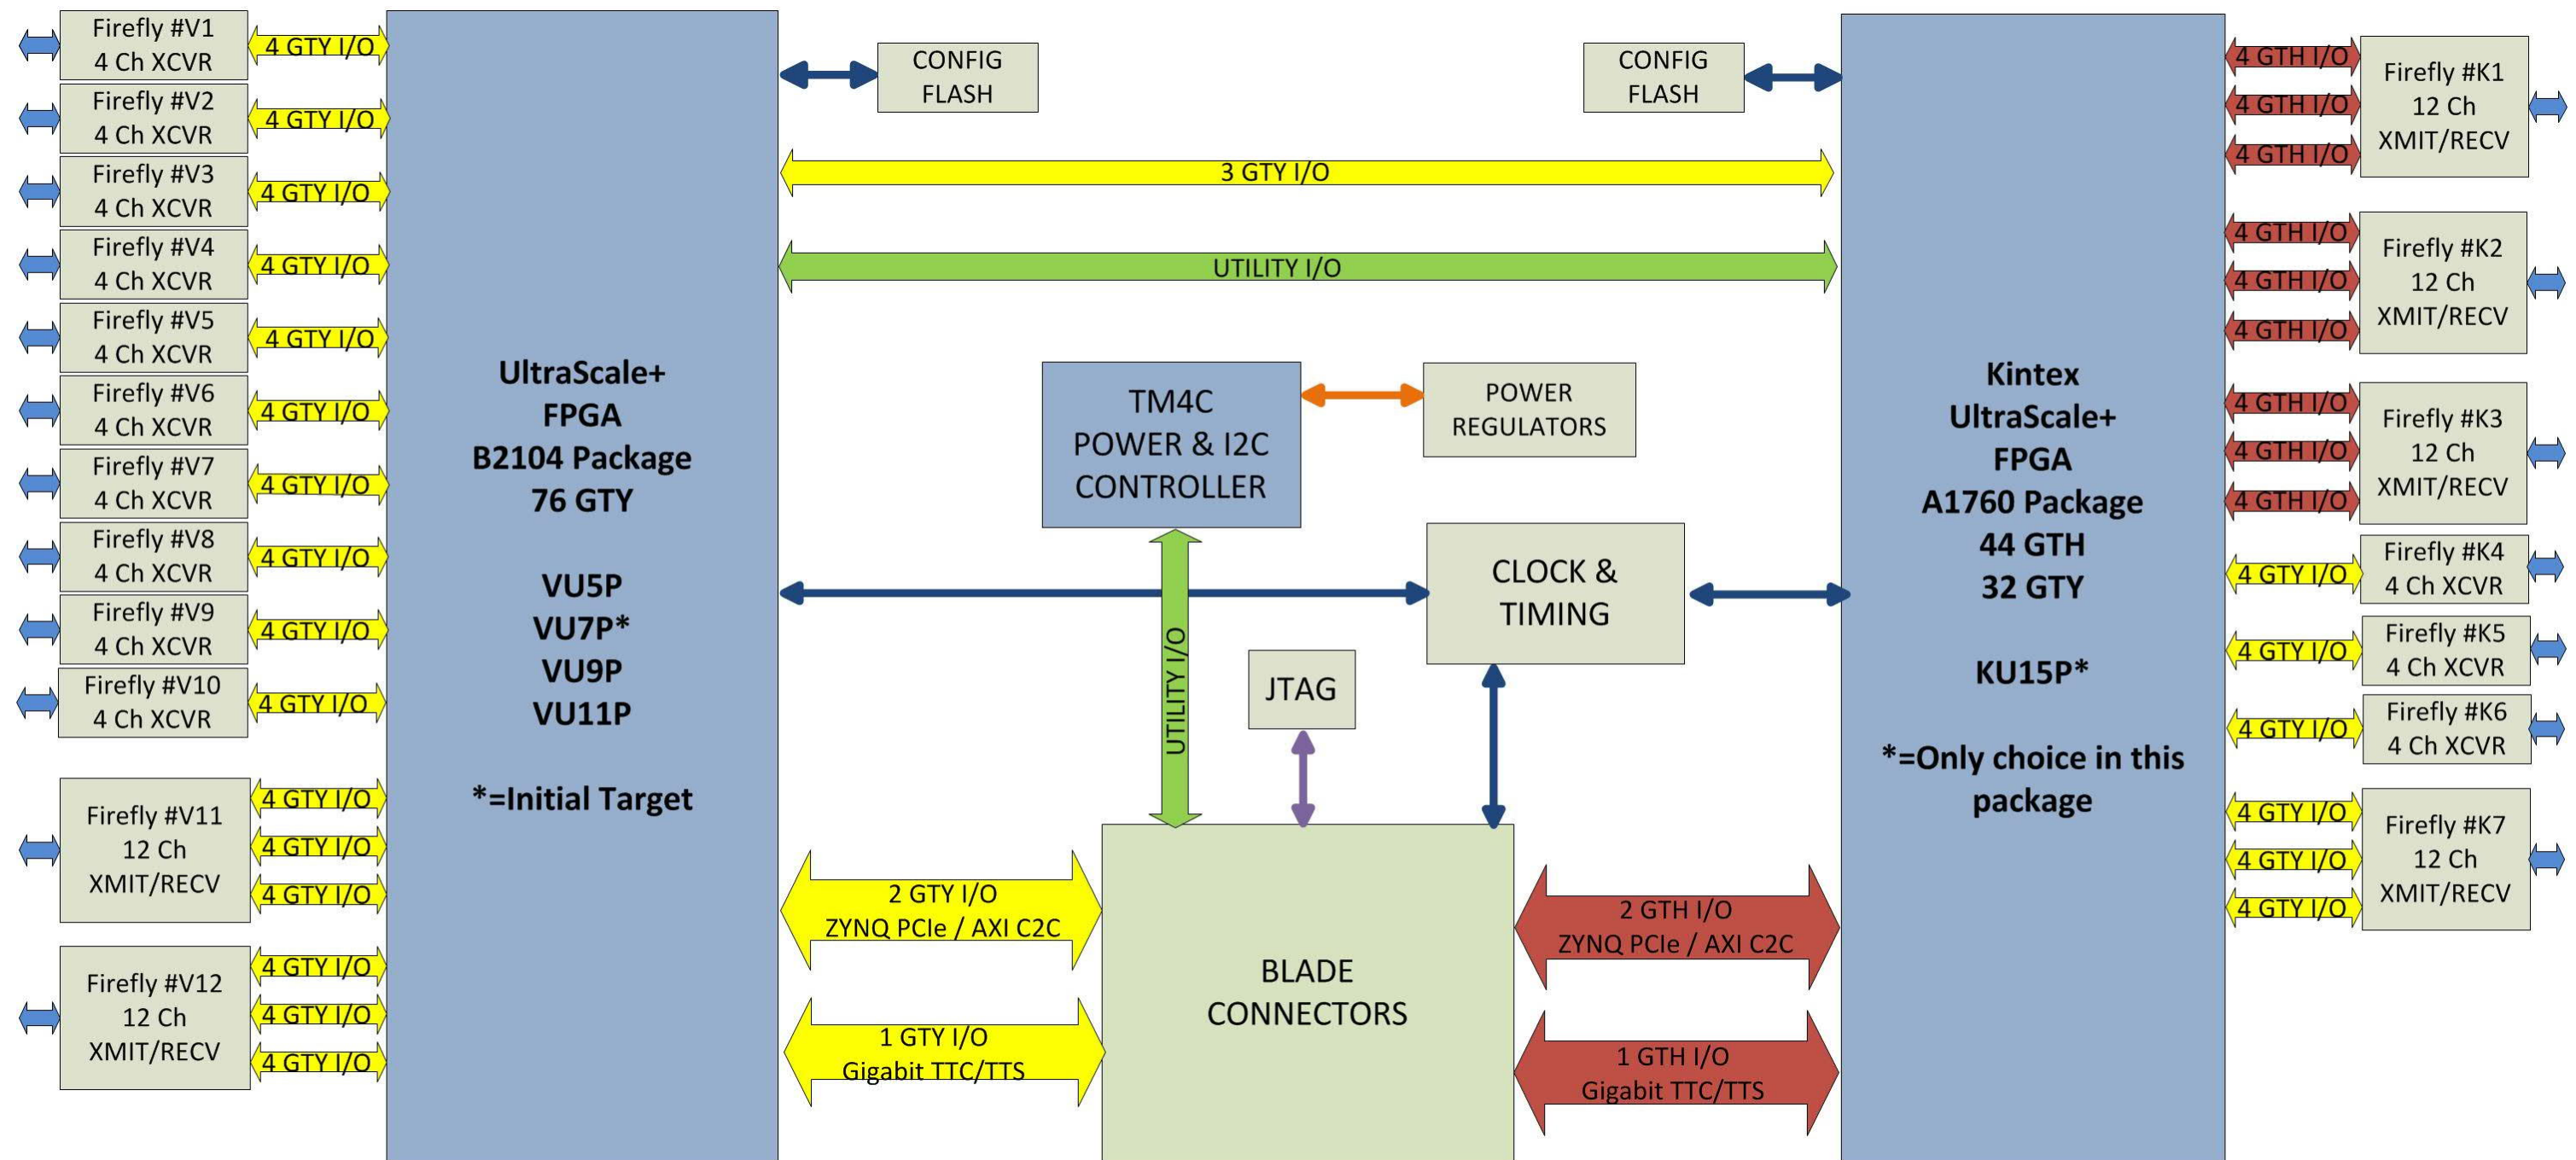 Firefly #V1
4 Ch XCVR
4 GTY I/O
Firefly #V2
4 Ch XCVR
4 GTY I/O
Firefly #V3
4 Ch XCVR
4 GTY I/O
Firefly #V4
4 Ch XCVR
4 GTY I/O
Firefly #V5
4 Ch XCVR
4 GTY I/O
Firefly #V6
4 Ch XCVR
4 GTY I/O
Firefly #V7
4 Ch XCVR
4 GTY I/O
Firefly #V8
4 Ch XCVR
4 GTY I/O
Firefly #V9
4 Ch XCVR
4 GTY I/O
Firefly #V10
4 Ch XCVR
4 GTY I/O
Firefly #V11
12 Ch
XMIT/RECV
4 GTY I/O
4 GTY I/O
4 GTY I/O
Firefly #V12
12 Ch
XMIT/RECV
4 GTY I/O
4 GTY I/O
4 GTY I/O
UltraScale+
FPGA
B2104 Package
76 GTY
VU5P
VU7P*
VU9P
VU11P
*=Initial Target
CONFIG
FLASH
CONFIG
FLASH
3 GTY I/O
UTILITY I/O
TM4C
POWER & I2C
CONTROLLER
POWER
REGULATORS
CLOCK &
TIMING
UTILITY I/O
JTAG
2 GTY I/O
ZYNQ PCIe / AXI C2C
1 GTY I/O
Gigabit TTC/TTS
BLADE
CONNECTORS
2 GTH I/O
ZYNQ PCIe / AXI C2C
1 GTH I/O
Gigabit TTC/TTS
Kintex
UltraScale+
FPGA
A1760 Package
44 GTH
32 GTY
KU15P*
*=Only choice in this
package
4 GTH I/O
4 GTH I/O
4 GTH I/O
Firefly #K1
12 Ch
XMIT/RECV
4 GTH I/O
4 GTH I/O
4 GTH I/O
Firefly #K2
12 Ch
XMIT/RECV
4 GTH I/O
4 GTH I/O
4 GTH I/O
Firefly #K3
12 Ch
XMIT/RECV
4 GTY I/O
Firefly #K4
4 Ch XCVR
4 GTY I/O
Firefly #K5
4 Ch XCVR
4 GTY I/O
Firefly #K6
4 Ch XCVR
4 GTY I/O
4 GTY I/O
4 GTY I/O
Firefly #K7
12 Ch
XMIT/RECV